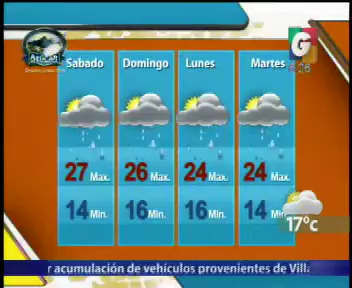 Sabado Domingo Lunes Martes
27 Max. 26 Max. 24 Max. 24 Max.
14 Min. 16 Min. 16 Min. 14 Min.
G
17°c
r acumulación de vehículos provenientes de Villa